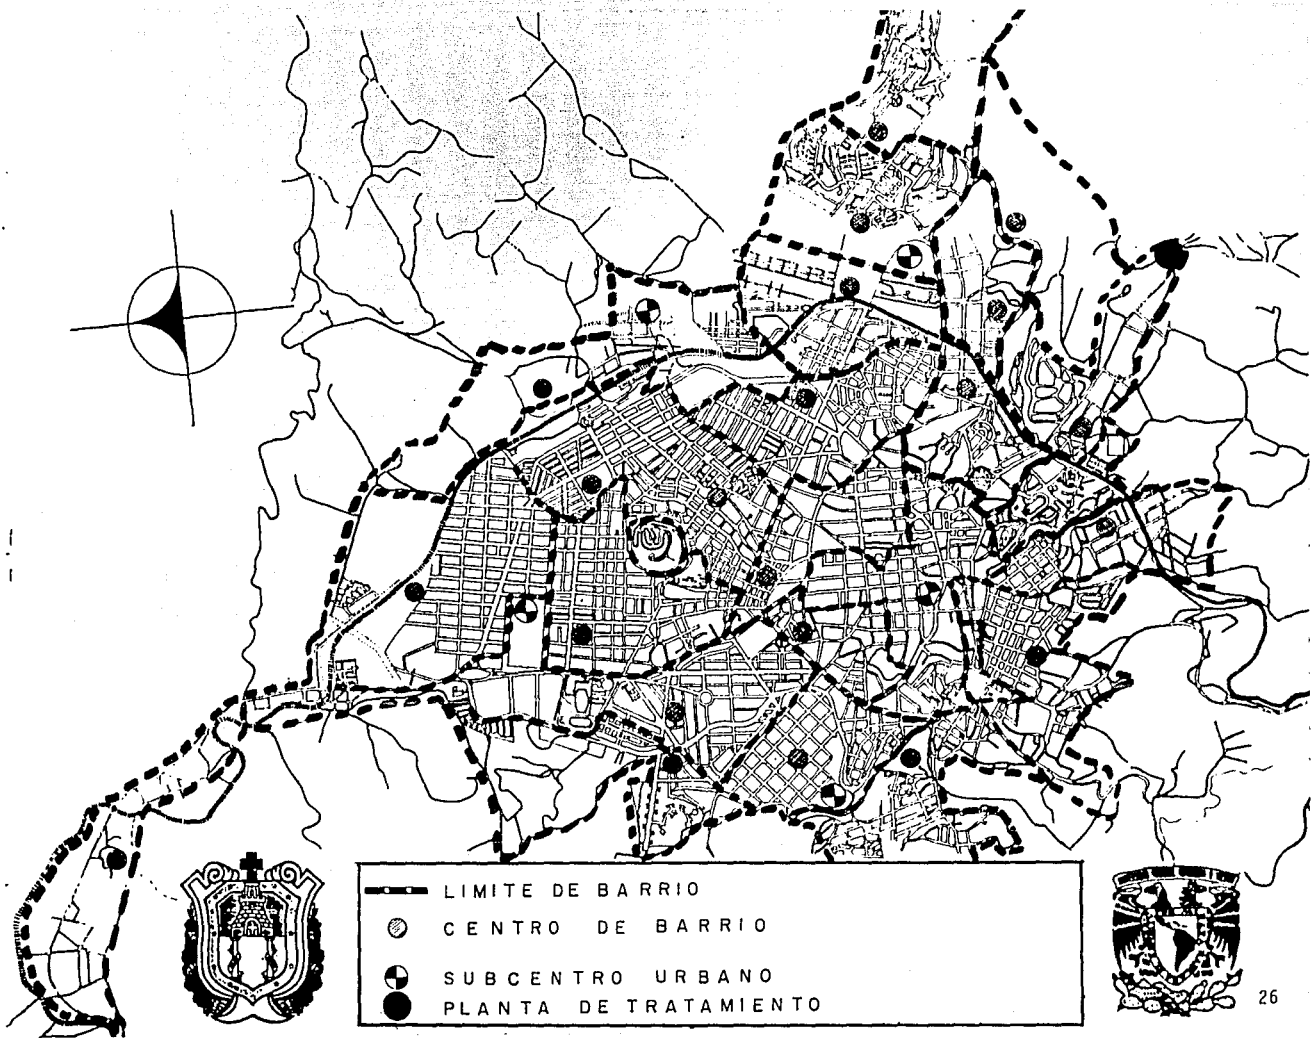 LIMITE DE BARRIO
CENTRO DE BARRIO
SUBCENTRO URBANO
PLANTA DE TRATAMIENTO
26